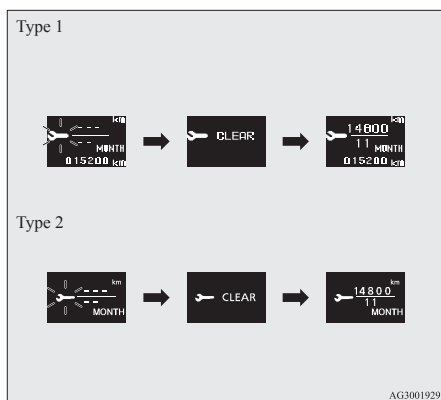 Type 1
km
---
--
MONTH
015200 km
CLEAR
km
14800
11 MONTH
015200 km
Type 2
km
---
--
MONTH
CLEAR
km
14800
11
MONTH
AG3001929